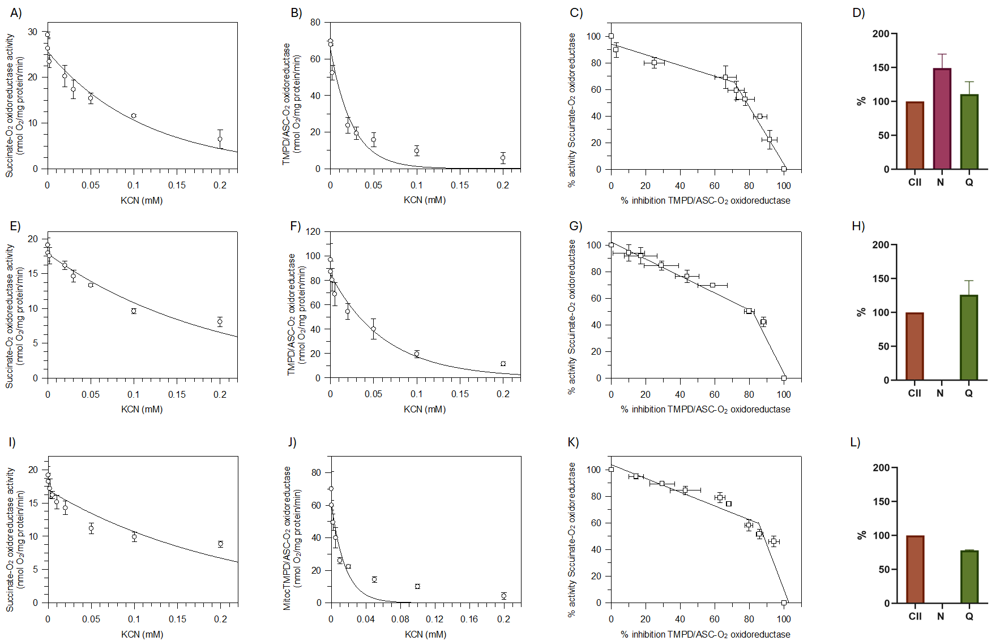 A)
Succinate-O2 oxidoreductase activity
(nmol O2/mg protein/min)
30
20
10
0
0 0.05 0.1 0.15 0.2
KCN (mM)
B)
TMPD/ASC-O2 oxidoreductase
(nmol O2/mg protein/min)
80
60
40
20
0
0 0.05 0.1 0.15 0.2
KCN (mM)
C)
% activity Sccuinate-O2 oxidoreductase
100
80
60
40
20
0
0 20 40 60 80 100
% inhibition TMPD/ASC-O2 oxidoreductase
D)
%
200
150
100
50
0
CII N Q
E)
Succinate-O2 oxidoreductase activity
(nmol O2/mg protein/min)
20
15
10
5
0
0 0.05 0.1 0.15 0.2
KCN (mM)
F)
TMPD/ASC-O2 oxidoreductase
(nmol O2/mg protein/min)
120
100
80
60
40
20
0
0 0.05 0.1 0.15 0.2
KCN (mM)
G)
% activity Sccuinate-O2 oxidoreductase
100
80
60
40
20
0
0 20 40 60 80 100
% inhibition TMPD/ASC-O2 oxidoreductase
H)
%
200
150
100
50
0
CII N Q
I)
Succinate-O2 oxidoreductase activity
(nmol O2/mg protein/min)
20
15
10
5
0
0 0.05 0.1 0.15 0.2
KCN (mM)
J)
MitocTMPD/ASC-O2 oxidoreductase
(nmol O2/mg protein/min)
80
60
40
20
0
0 0.04 0.08 0.12 0.16 0.2
KCN (mM)
K)
% activity Sccuinate-O2 oxidoreductase
100
80
60
40
20
0
0 20 40 60 80 100
% inhibition TMPD/ASC-O2 oxidoreductase
L)
%
200
150
100
50
0
CII N Q